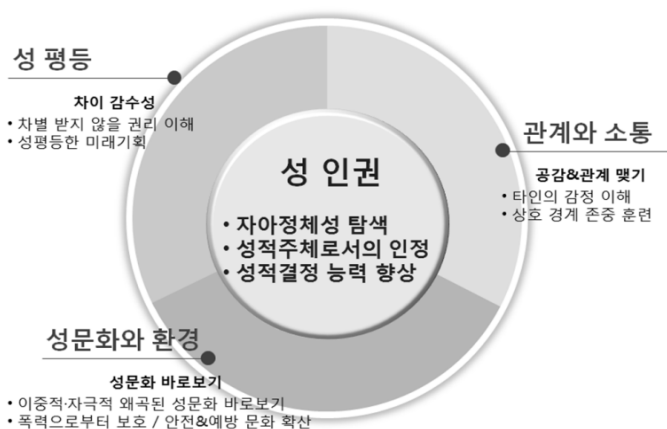 성 평등
차이 감수성
• 차별 받지 않을 권리 이해
• 성평등한 미래기획
관계와 소통
공감&관계 맺기
• 타인의 감정 이해
• 상호 경계 존중 훈련
성 인권
• 자아정체성 탐색
• 성적주체로서의 인정
• 성적결정 능력 향상
성문화와 환경
성문화 바로보기
• 이중적·자극적 왜곡된 성문화 바로보기
• 폭력으로부터 보호 / 안전&예방 문화 확산